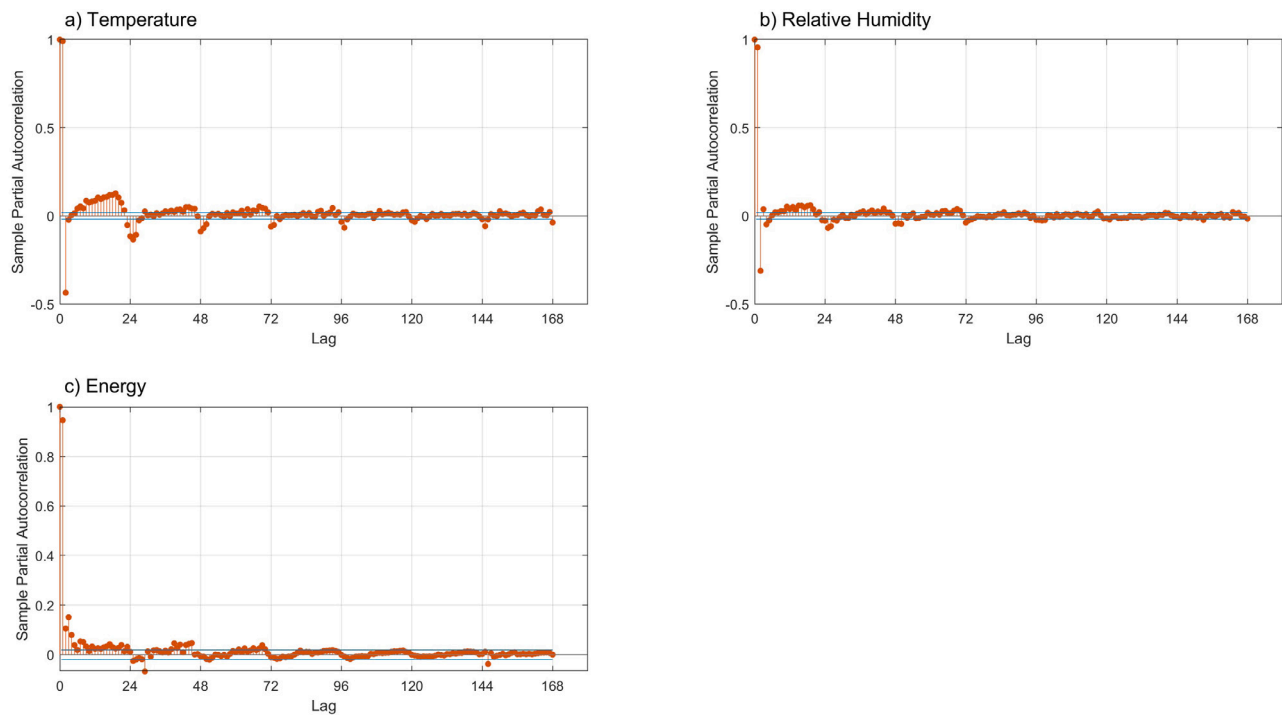 a) Temperature
1
0.5
0
-0.5
Sample Partial Autocorrelation
0 24 48 72 96 120 144 168
Lag
b) Relative Humidity
1
0.5
0
-0.5
Sample Partial Autocorrelation
0 24 48 72 96 120 144 168
Lag
c) Energy
1
0.8
0.6
0.4
0.2
0
Sample Partial Autocorrelation
0 24 48 72 96 120 144 168
Lag